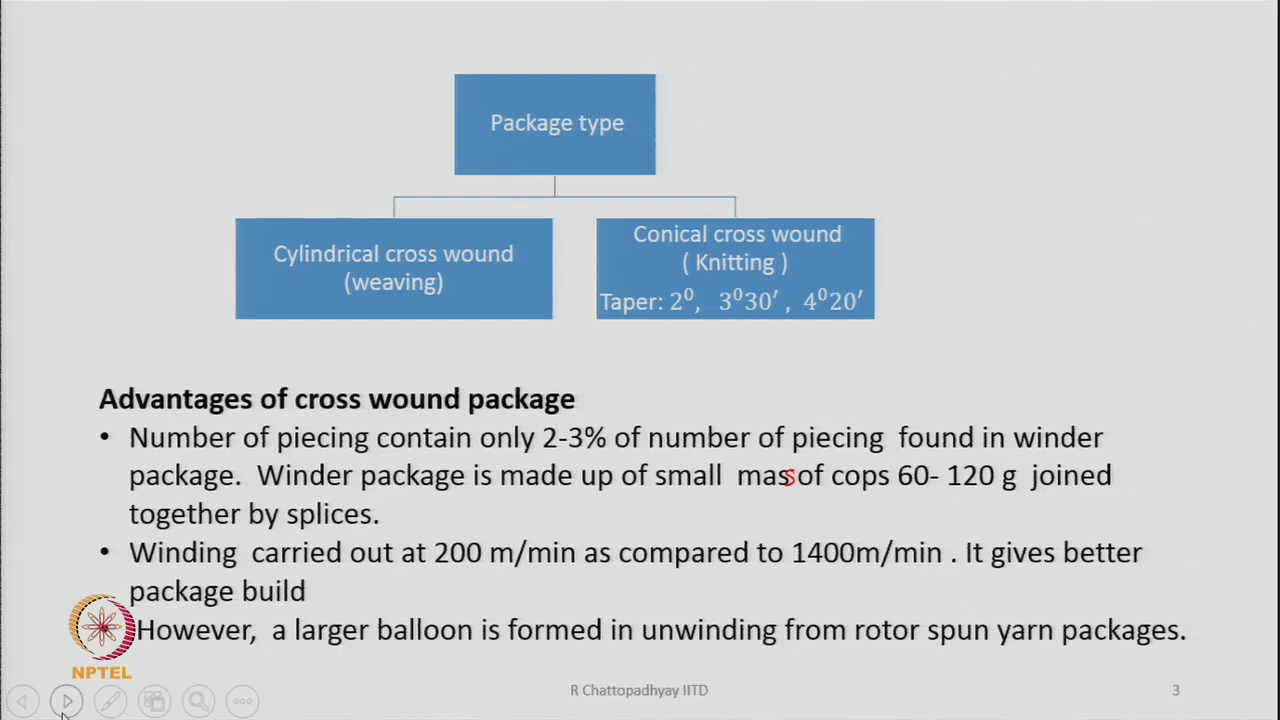 Package type
Cylindrical cross wound
(weaving)
Conical cross wound
( Knitting )
Taper: 2⁰, 3⁰30′ , 4⁰20′
Advantages of cross wound package
• Number of piecing contain only 2-3% of number of piecing found in winder
package. Winder package is made up of small mass of cops 60- 120 g joined
together by splices.
• Winding carried out at 200 m/min as compared to 1400m/min . It gives better
package build
However, a larger balloon is formed in unwinding from rotor spun yarn packages.
NPTEL
R Chattopadhyay IITD
3